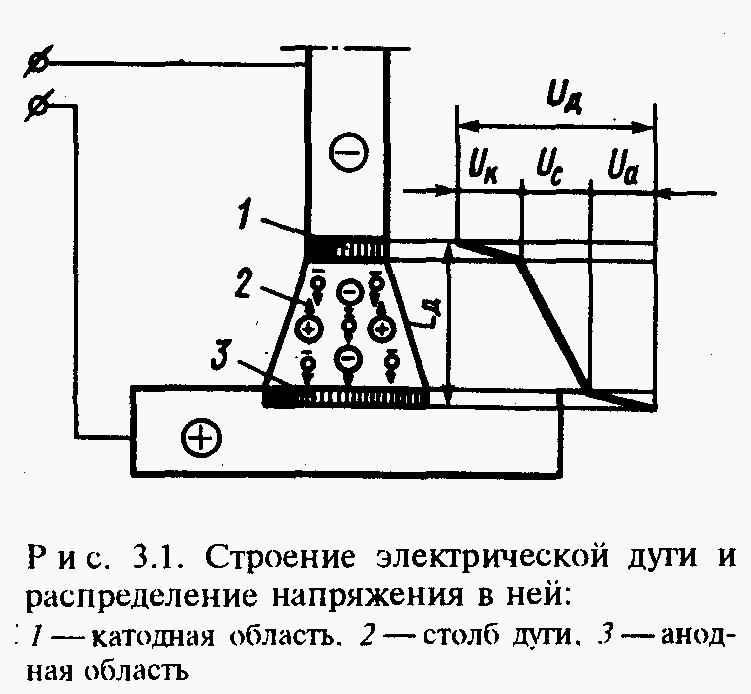 Uд
Uк Uс Uа
1
2
Lд
3
Рис. 3.1. Строение электрической дуги и
распределение напряжения в ней:
1 — катодная область. 2 — столб дуги. 3 — анод-
ная область